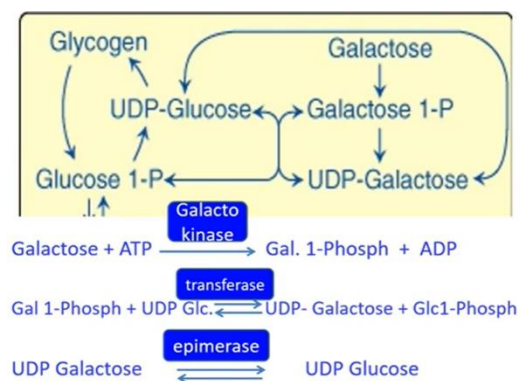 Glycogen
Galactose
UDP-Glucose
Galactose 1-P
Glucose 1-P
UDP-Galactose
Galacto
kinase
Galactose + ATP Gal. 1-Phosph + ADP
transferase
Gal 1-Phosph + UDP Glc. UDP- Galactose + Glc1-Phosph
epimerase
UDP Galactose UDP Glucose